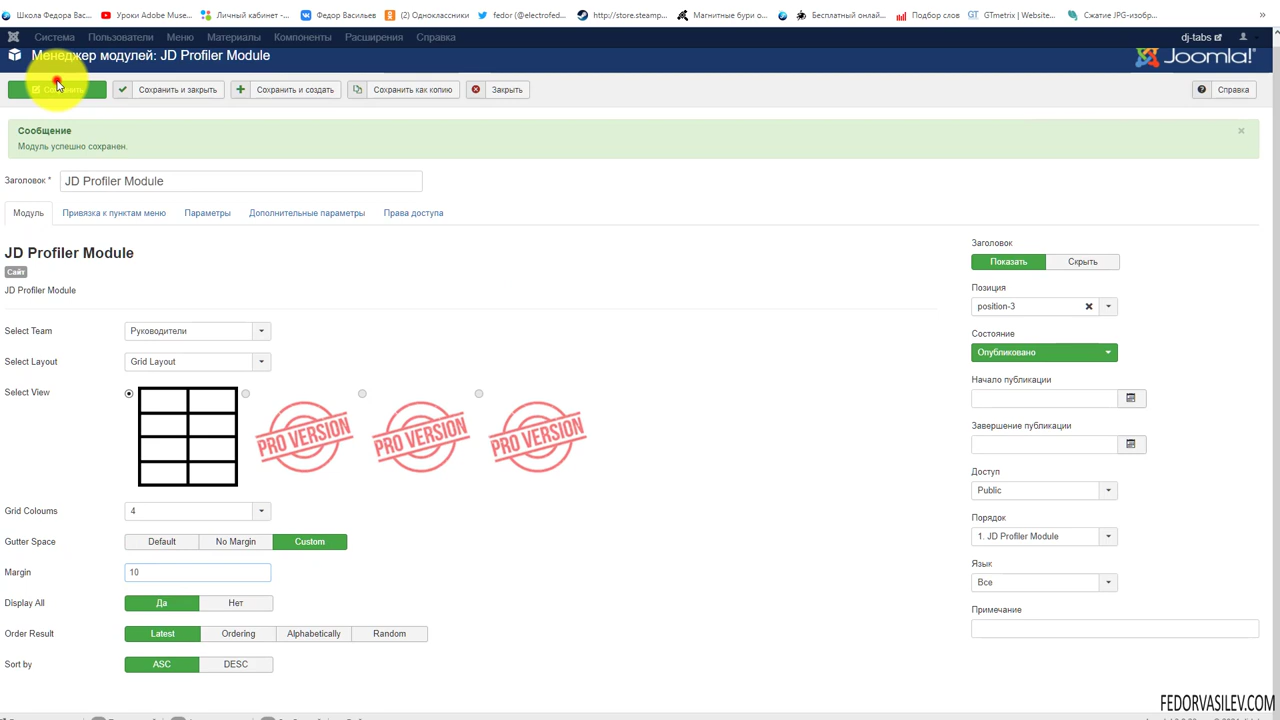 Школа Федора Вас...
Уроки Adobe Muse...
Личный кабинет -...
Федор Васильев
(2) Одноклассники
fedor (@electrofed...
http://store.steamp...
Магнитные бури о...
Бесплатный онлай...
Подбор слов
GTmetrix | Website...
Сжатие JPG-изобр...
»
Система Пользователи Меню Материалы Компоненты Расширения Справка
dj-tabs
Менеджер модулей: JD Profiler Module
Joomla!
Сохранить
Сохранить и закрыть
Сохранить и создать
Сохранить как копию
Закрыть
Справка
Сообщение
Модуль успешно сохранен.
Заголовок *
JD Profiler Module
Модуль Привязка к пунктам меню Параметры Дополнительные параметры Права доступа
JD Profiler Module
Сайт
JD Profiler Module
Select Team
Руководители
Select Layout
Grid Layout
Select View
PRO VERSION
PRO VERSION
PRO VERSION
Grid Coloums
4
Gutter Space
Default No Margin Custom
Margin
10
Display All
Да Нет
Order Result
Latest Ordering Alphabetically Random
Sort by
ASC DESC
Заголовок
Показать Скрыть
Позиция
position-3
Состояние
Опубликовано
Начало публикации
Завершение публикации
Доступ
Public
Порядок
1. JD Profiler Module
Язык
Все
Примечание
FEDORVASILEV.COM